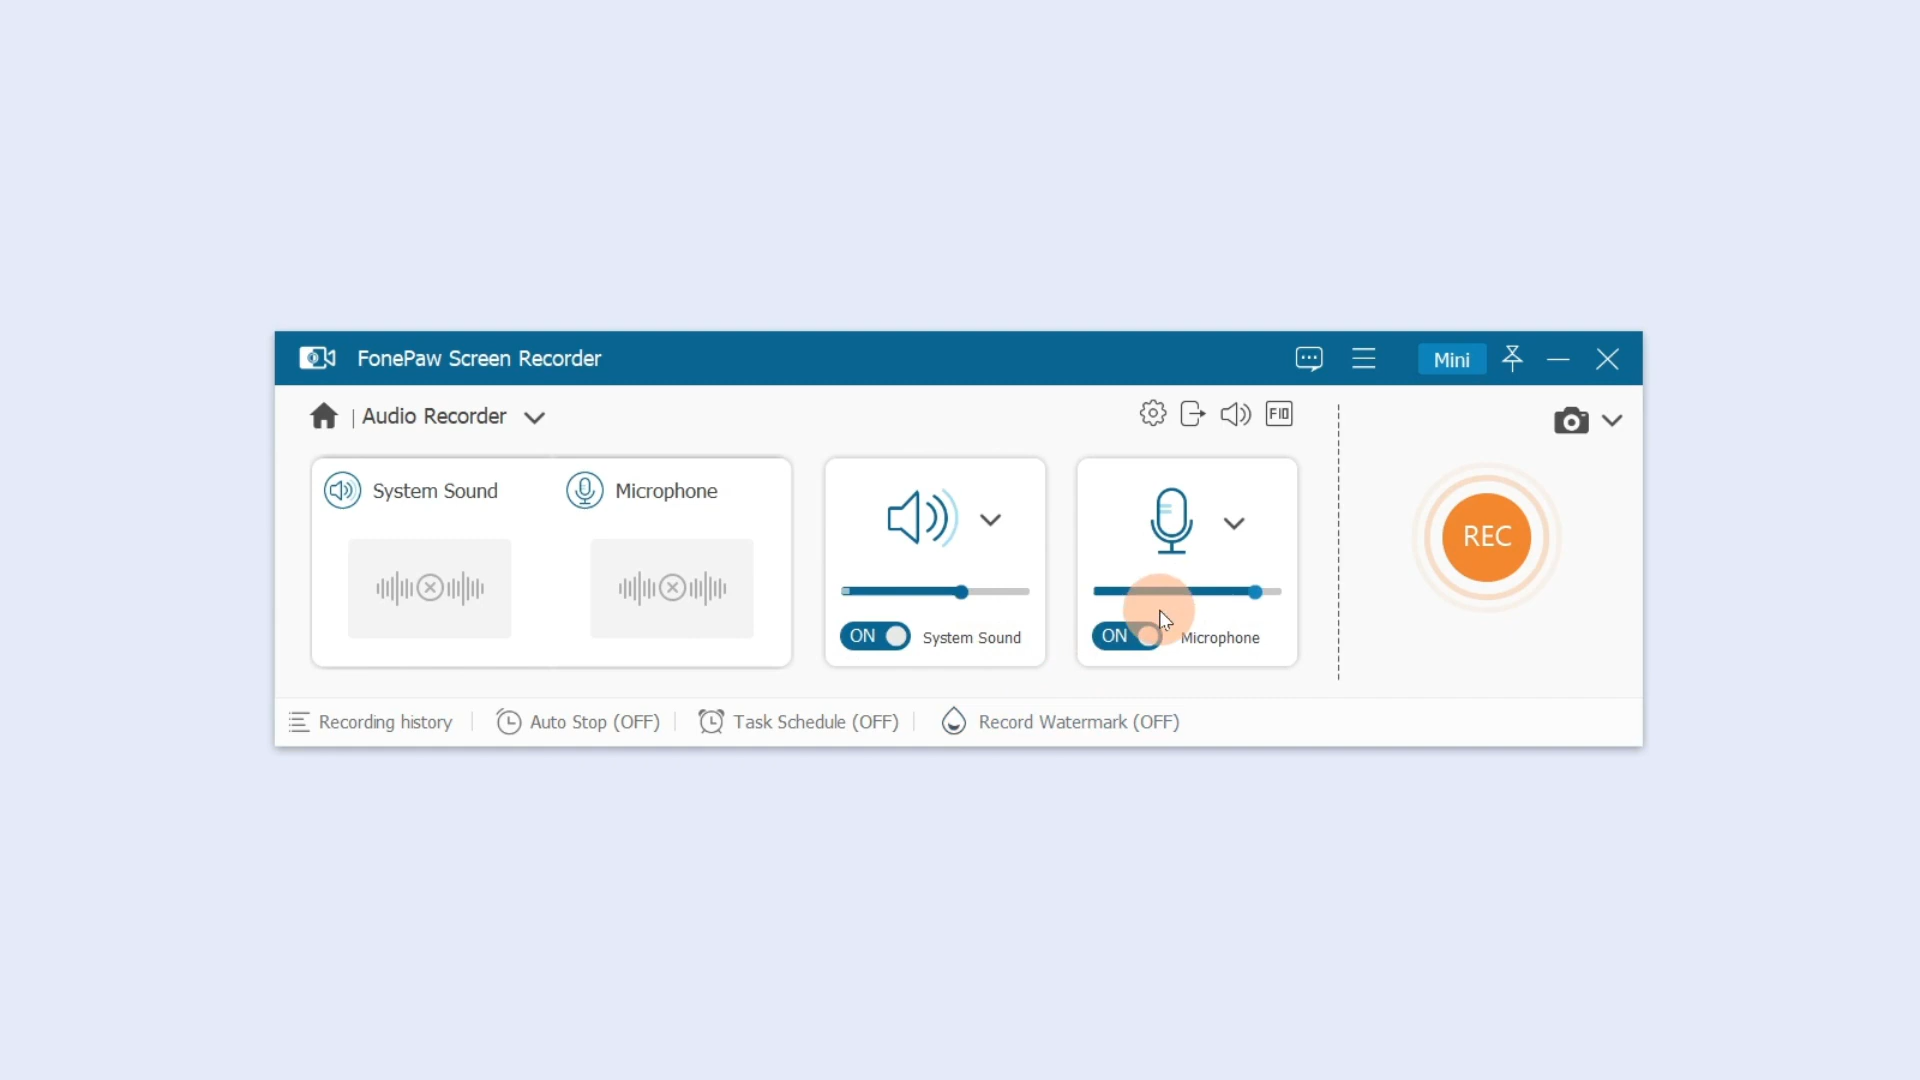 FonePaw Screen Recorder
Mini
| Audio Recorder
F10
System Sound
Microphone
REC
ON System Sound
ON Microphone
Recording history
Auto Stop (OFF)
Task Schedule (OFF)
Record Watermark (OFF)